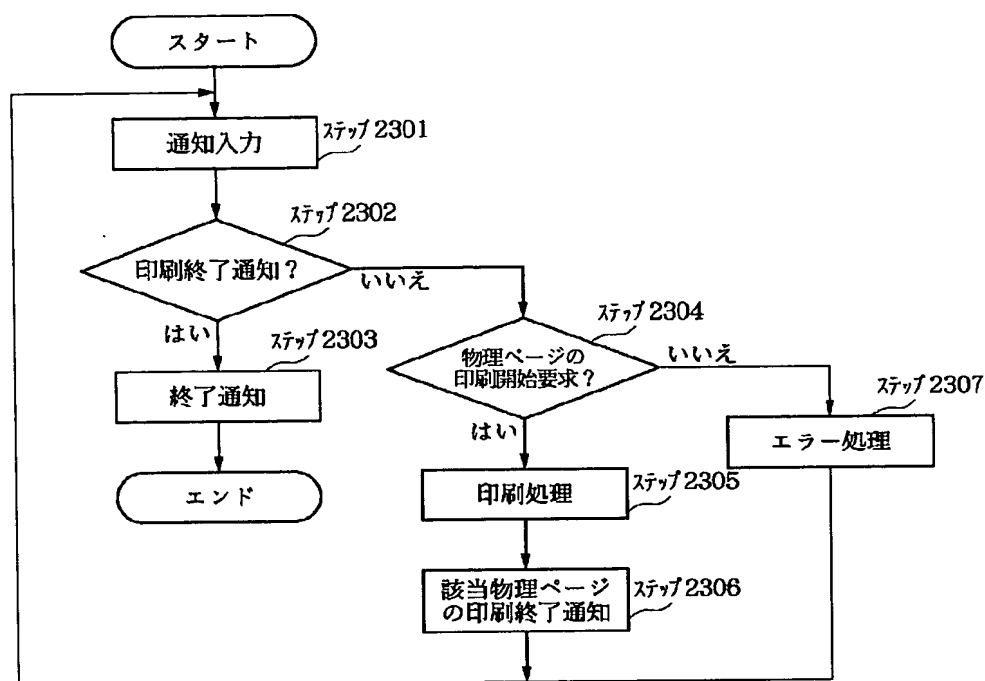 スタート
通知入力
ステップ2301
ステップ2302
印刷終了通知?
いいえ
はい
ステップ2303
終了通知
エンド
ステップ2304
物理ページの
印刷開始要求?
いいえ
はい
ステップ2307
エラー処理
印刷処理
ステップ2305
該当物理ページ
の印刷終了通知
ステップ2306